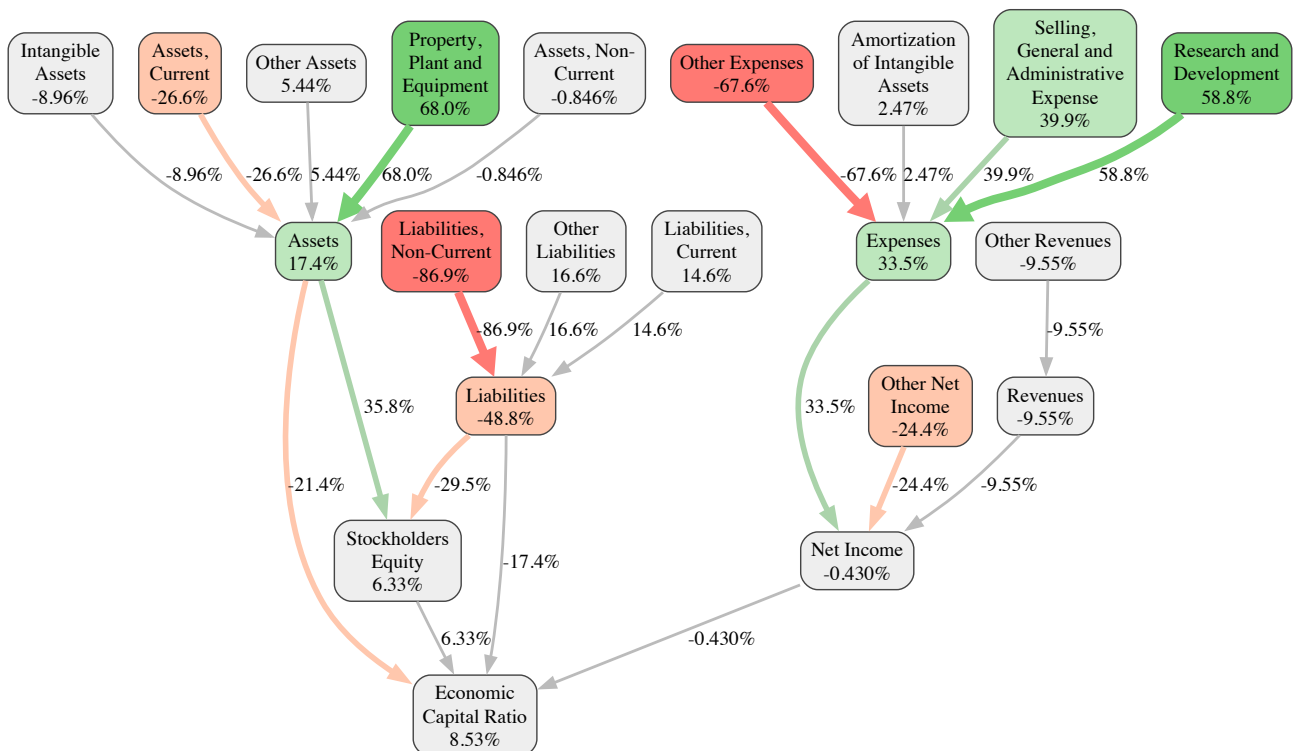 Intangible
Assets
-8.96%
Assets,
Current
-26.6%
Other Assets
5.44%
Property,
Plant and
Equipment
68.0%
Assets, Non-
Current
-0.846%
Other Expenses
-67.6%
Amortization
of Intangible
Assets
2.47%
Selling,
General and
Administrative
Expense
39.9%
Research and
Development
58.8%
-8.96%
-26.6%
5.44%
68.0%
-0.846%
-67.6%
2.47%
39.9%
58.8%
Assets
17.4%
Liabilities,
Non-Current
-86.9%
Other
Liabilities
16.6%
Liabilities,
Current
14.6%
Expenses
33.5%
Other Revenues
-9.55%
-86.9%
16.6%
14.6%
-9.55%
35.8%
Liabilities
-48.8%
33.5%
Other Net
Income
-24.4%
Revenues
-9.55%
-21.4%
-29.5%
-24.4%
-9.55%
Stockholders
Equity
6.33%
-17.4%
Net Income
-0.430%
6.33%
-0.430%
Economic
Capital Ratio
8.53%